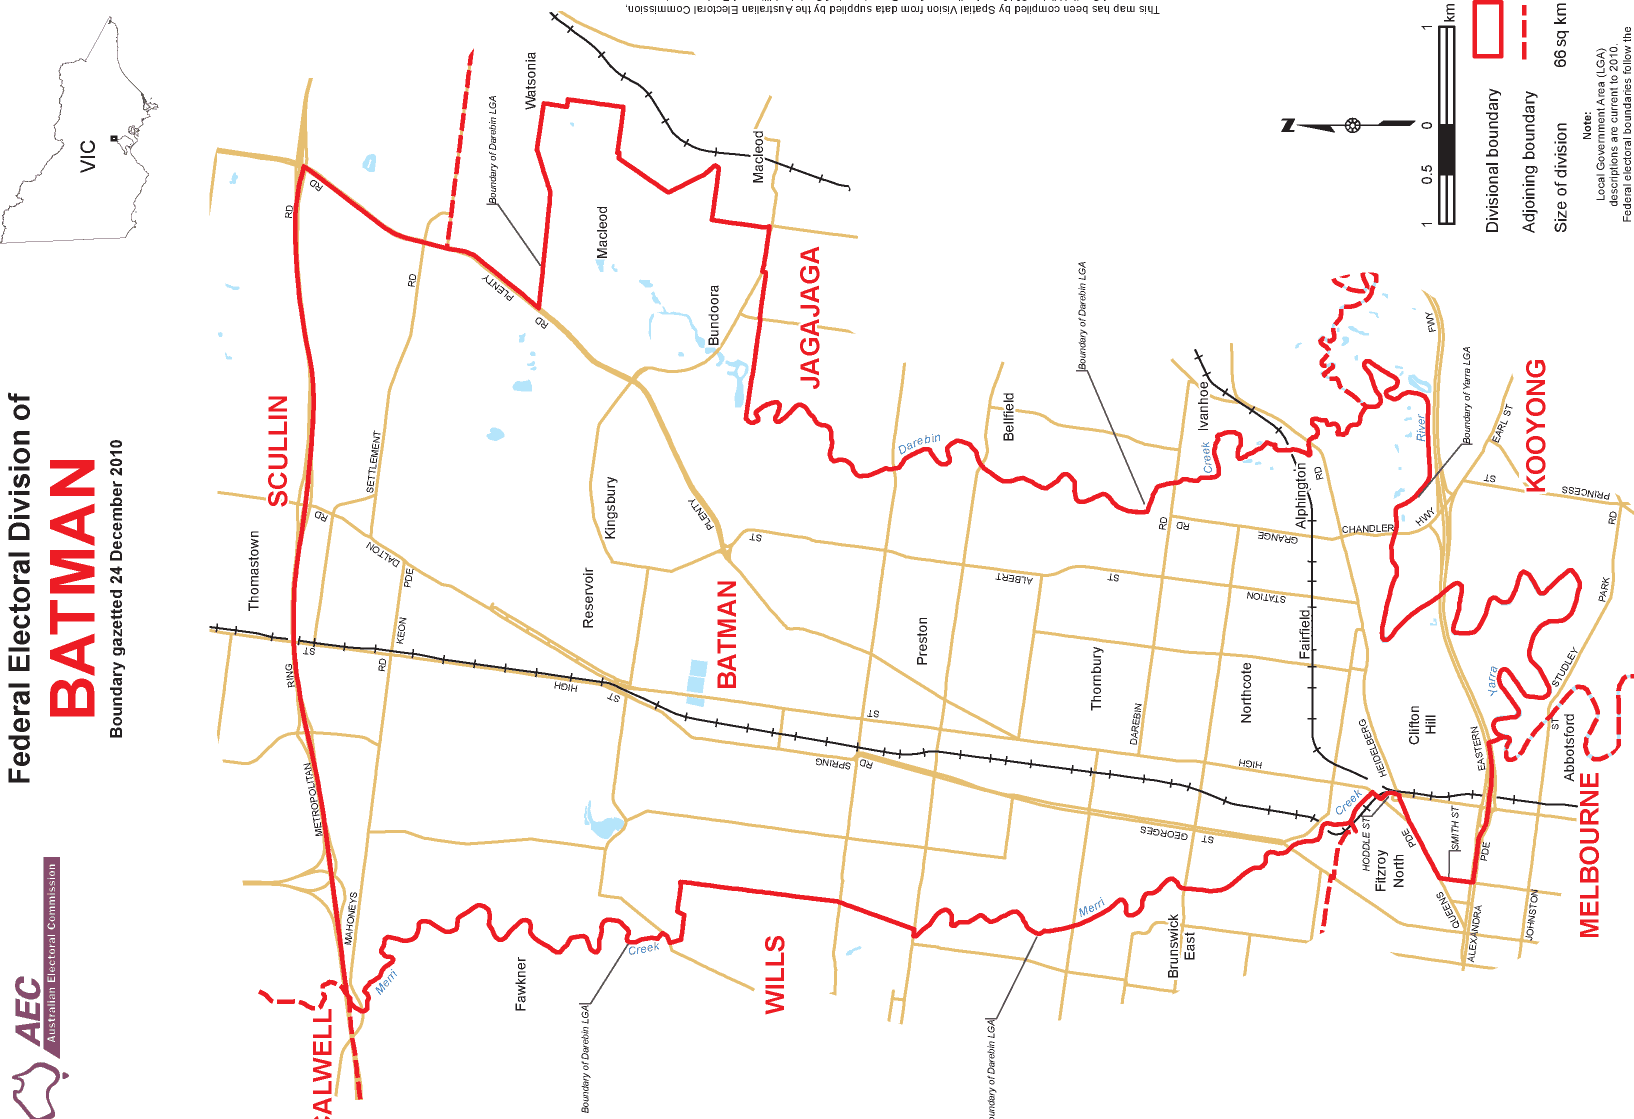 Federal Electoral Division of
BATMAN
Boundary gazetted 24 December 2010
AEC
Australian Electoral Commission
VIC
This map has been compiled by Spatial Vision from data supplied by the Australian Electoral Commission,
SCULLIN
CALWELL
WILLS
BATMAN
JAGAJAGA
KOOYONG
MELBOURNE
Thomastown
Watsonia
Macleod
Macleod
Bundoora
Kingsbury
Reservoir
Fawkner
Preston
Bellfield
Ivanhoe
Alphington
Fairfield
Thornbury
Northcote
Clifton
Hill
Fitzroy
North
Abbotsford
Brunswick
East
Boundary of Darebin LGA
Boundary of Darebin LGA
Boundary of Darebin LGA
oundary of Darebin LGA
Boundary of Yarra LGA
Merri
Creek
Merri
Creek
Darebin
Creek
Yarra
River
METROPOLITAN
RING
RD
RD
MAHONEYS
RD
KEON
PDE
DALTON
RD
SETTLEMENT
RD
PLENTY
RD
PLENTY
HIGH
ST
ST
ST
HIGH
SPRING
RD
GEORGES
ST
ST
ALBERT
ST
STATION
GRANGE
RD
DAREBIN
RD
HEIDELBERG
RD
CHANDLER
HWY
EASTERN
FWY
EARL ST
PRINCESS
ST
STUDLEY
PARK
RD
HODDLE ST
SMITH ST
QUEENS
PDE
ALEXANDRA
PDE
JOHNSTON
ST
N
1
0.5
0
1
km
Divisional boundary
Adjoining boundary
Size of division
66 sq km
Note:
Local Government Area (LGA)
descriptions are current to 2010.
Federal electoral boundaries follow the